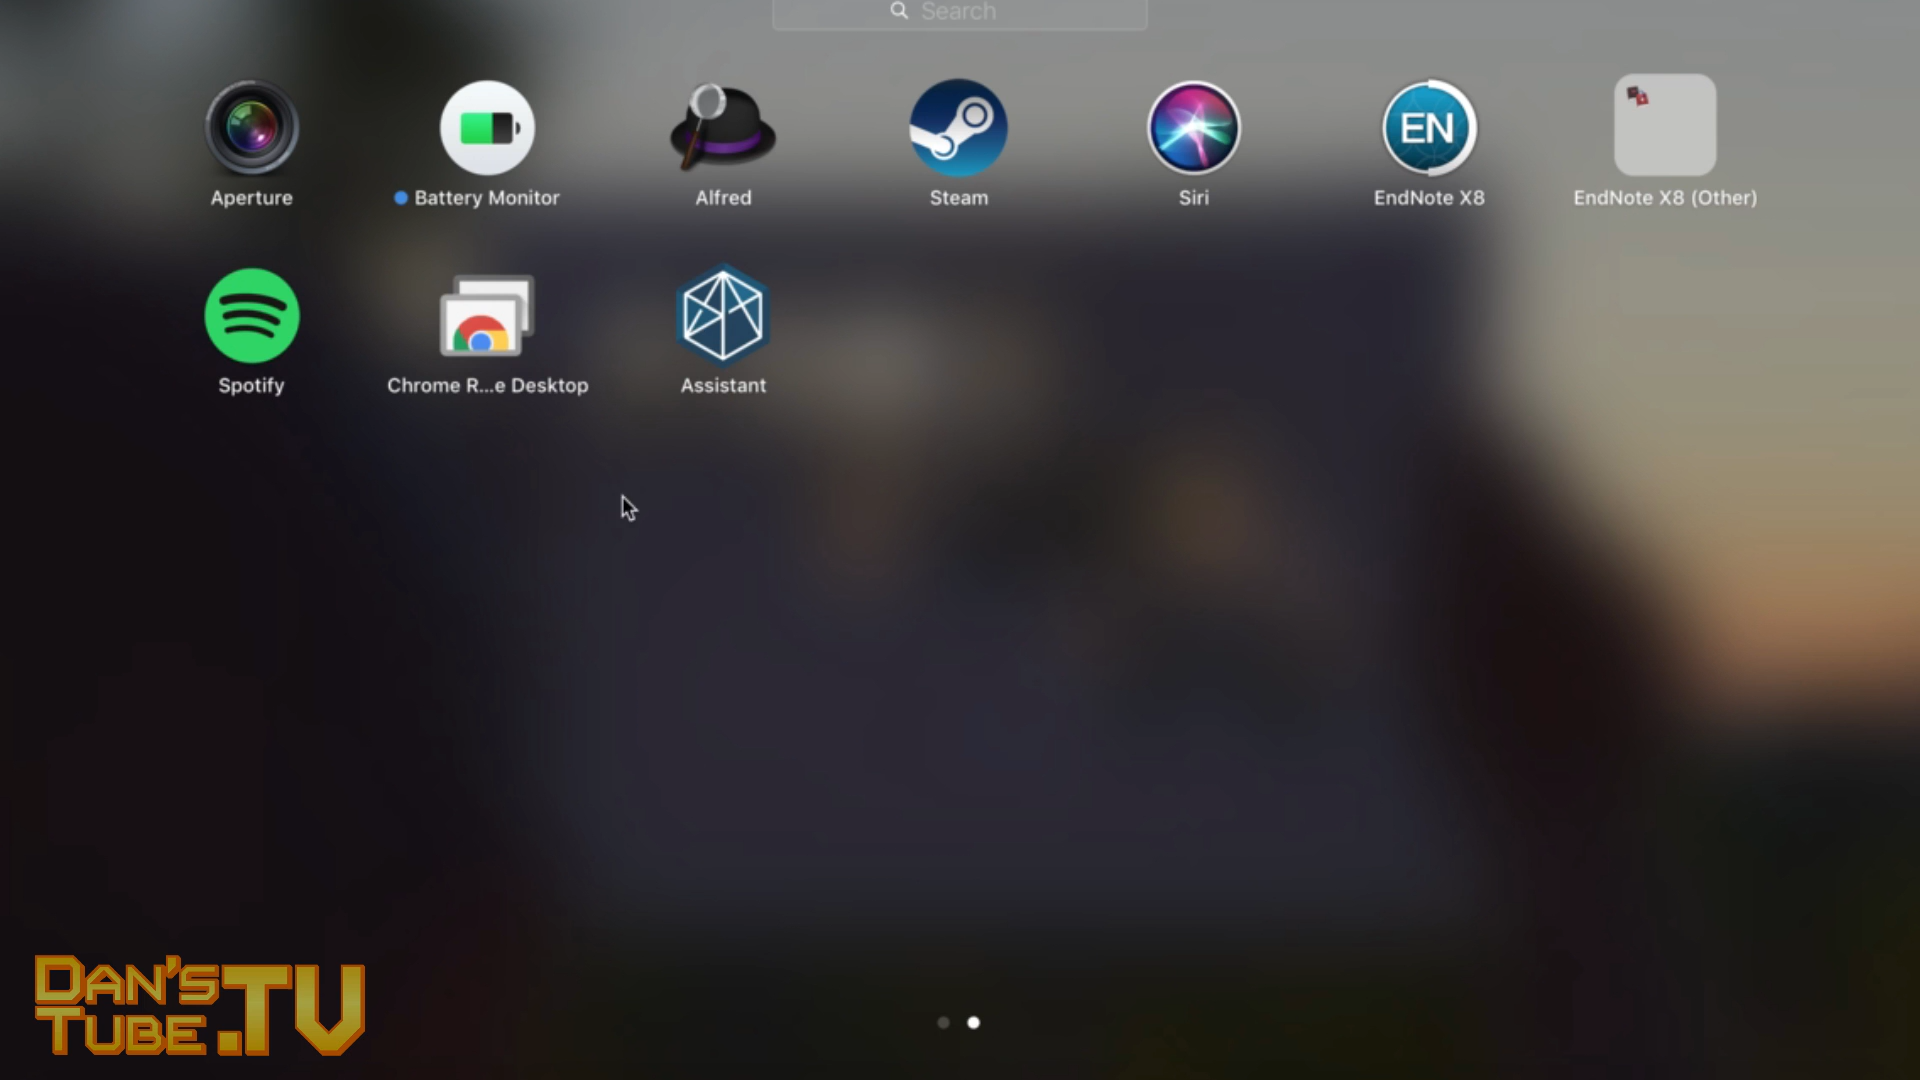 Search
Aperture
Battery Monitor
Alfred
Steam
Siri
EN
EndNote X8
EndNote X8 (Other)
Spotify
Chrome R...e Desktop
Assistant
DAN'S
TUBE.TV